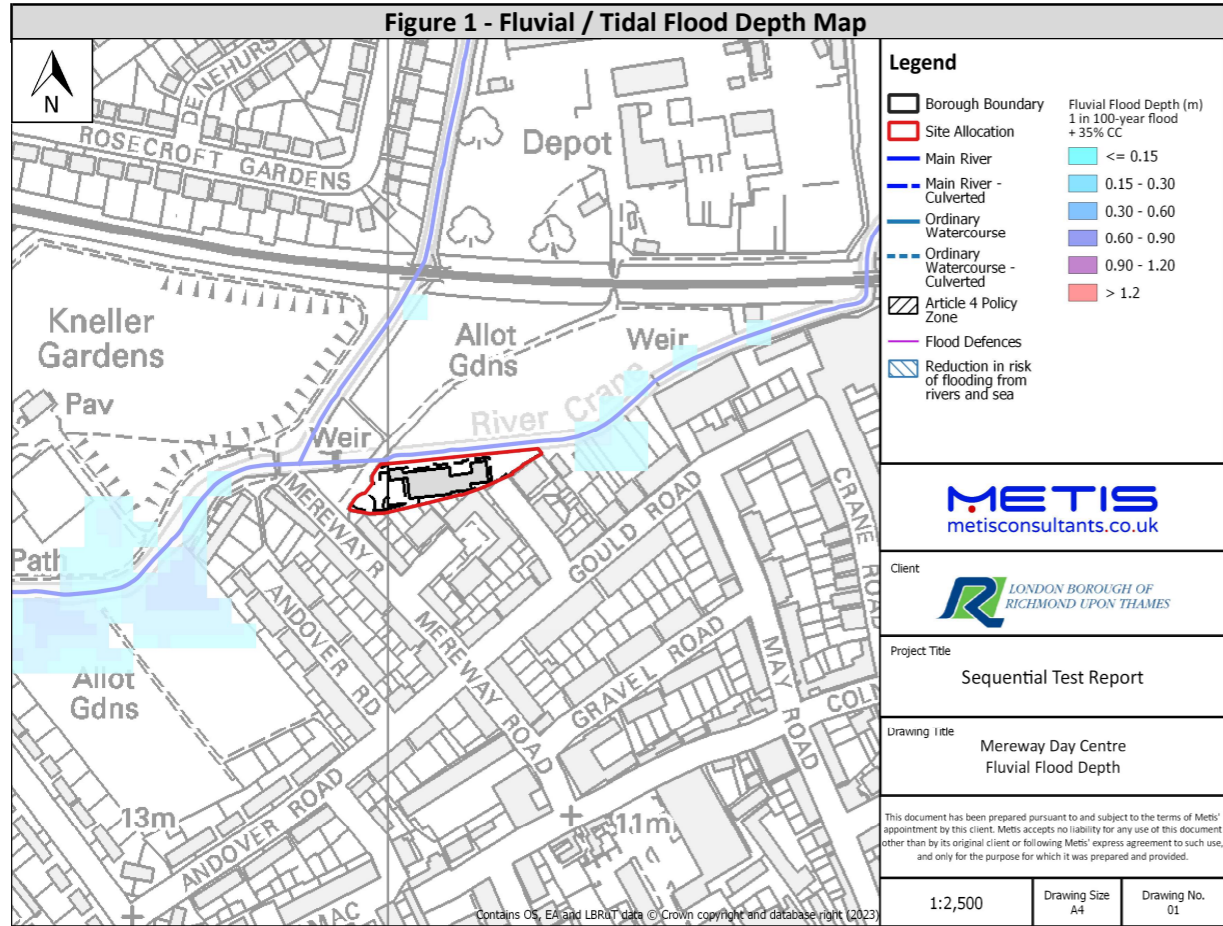 Figure 1 - Fluvial / Tidal Flood Depth Map
N
DENEHURS
ROSECROFT GARDENS
Depot
Kneller
Gardens
Allot
Gdns
Weir
Pav
River Crane
Weir
MEREWAY R
GOULD ROAD
CRANE ROAD
Path
ANDOVER RD
MEREWAY ROAD
GRAVEL ROAD
MAY ROAD
COLN
Allot
Gdns
13m
11m
ANDOVER ROAD
MAC
Contains OS, EA and LBRuT data © Crown copyright and database right (2023)
Legend
Borough Boundary
Site Allocation
Main River
Main River -
Culverted
Ordinary
Watercourse
Ordinary
Watercourse -
Culverted
Article 4 Policy
Zone
Flood Defences
Reduction in risk
of flooding from
rivers and sea
Fluvial Flood Depth (m)
1 in 100-year flood
+ 35% CC
<= 0.15
0.15 - 0.30
0.30 - 0.60
0.60 - 0.90
0.90 - 1.20
> 1.2
METIS
metisconsultants.co.uk
Client
LONDON BOROUGH OF
RICHMOND UPON THAMES
Project Title
Sequential Test Report
Drawing Title
Mereway Day Centre
Fluvial Flood Depth
This document has been prepared pursuant to and subject to the terms of Metis'
appointment by this client. Metis accepts no liability for any use of this document
other than by its original client or following Metis' express agreement to such use,
and only for the purpose for which it was prepared and provided.
1:2,500
Drawing Size
A4
Drawing No.
01